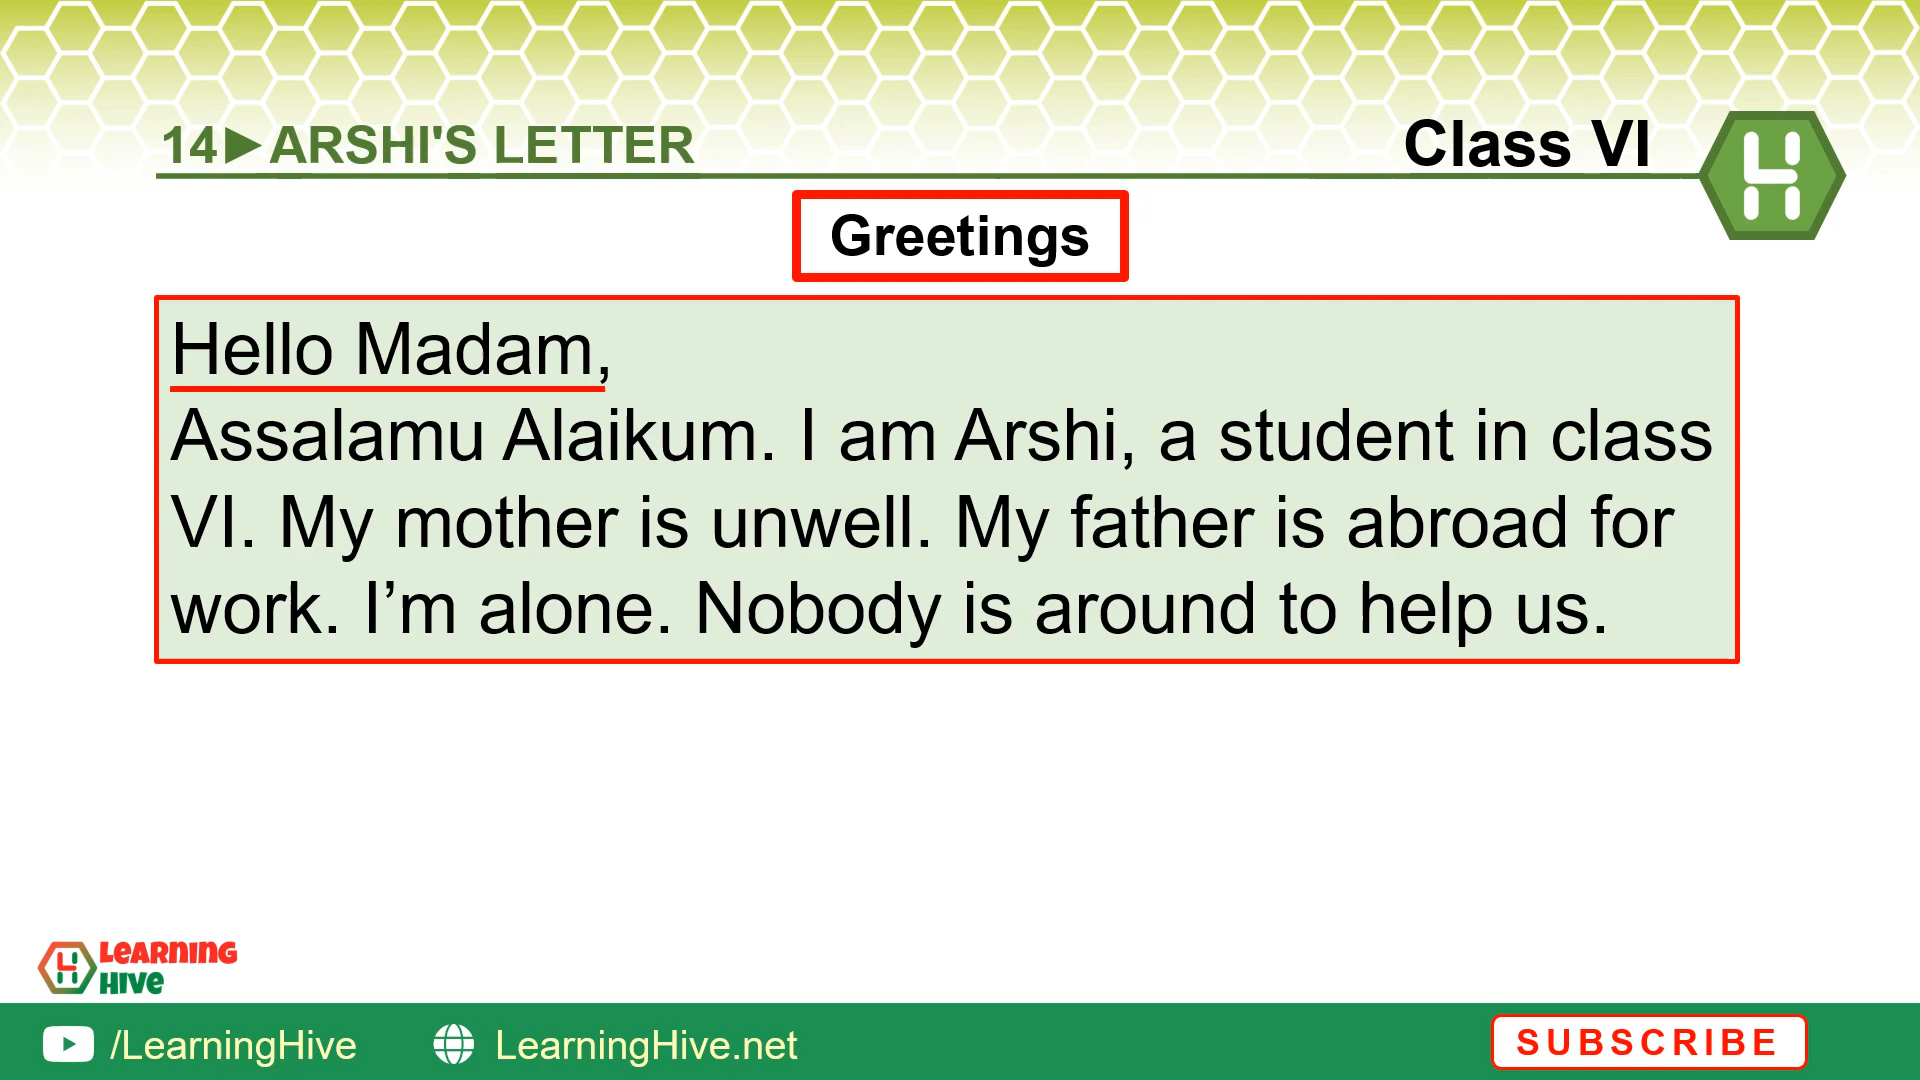 14►ARSHI'S LETTER
Class VI
Greetings
Hello Madam,
Assalamu Alaikum. I am Arshi, a student in class
VI. My mother is unwell. My father is abroad for
work. I’m alone. Nobody is around to help us.
LEARNING
HIVE
/LearningHive
LearningHive.net
SUBSCRIBE